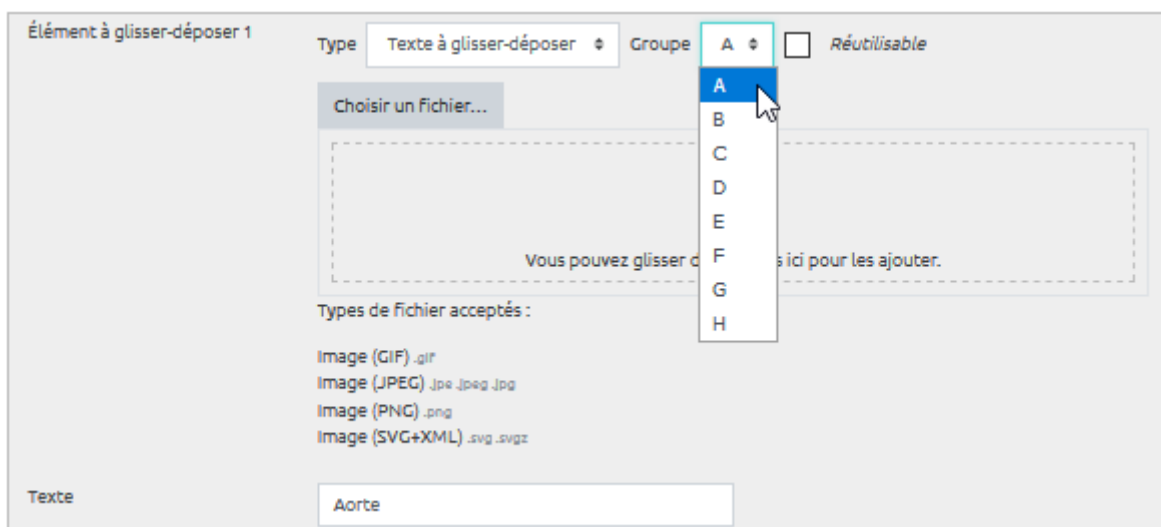 Élément à glisser-déposer 1
Type Texte à glisser-déposer Groupe A Réutilisable
A
Choisir un fichier...
B
C
D
E
F
Vous pouvez glisser ici pour les ajouter.
G
Types de fichier acceptés :
H
Image (GIF) .gif
Image (JPEG) .jpe .jpeg .jpg
Image (PNG) .png
Image (SVG+XML) .svg .svgz
Texte
Aorte